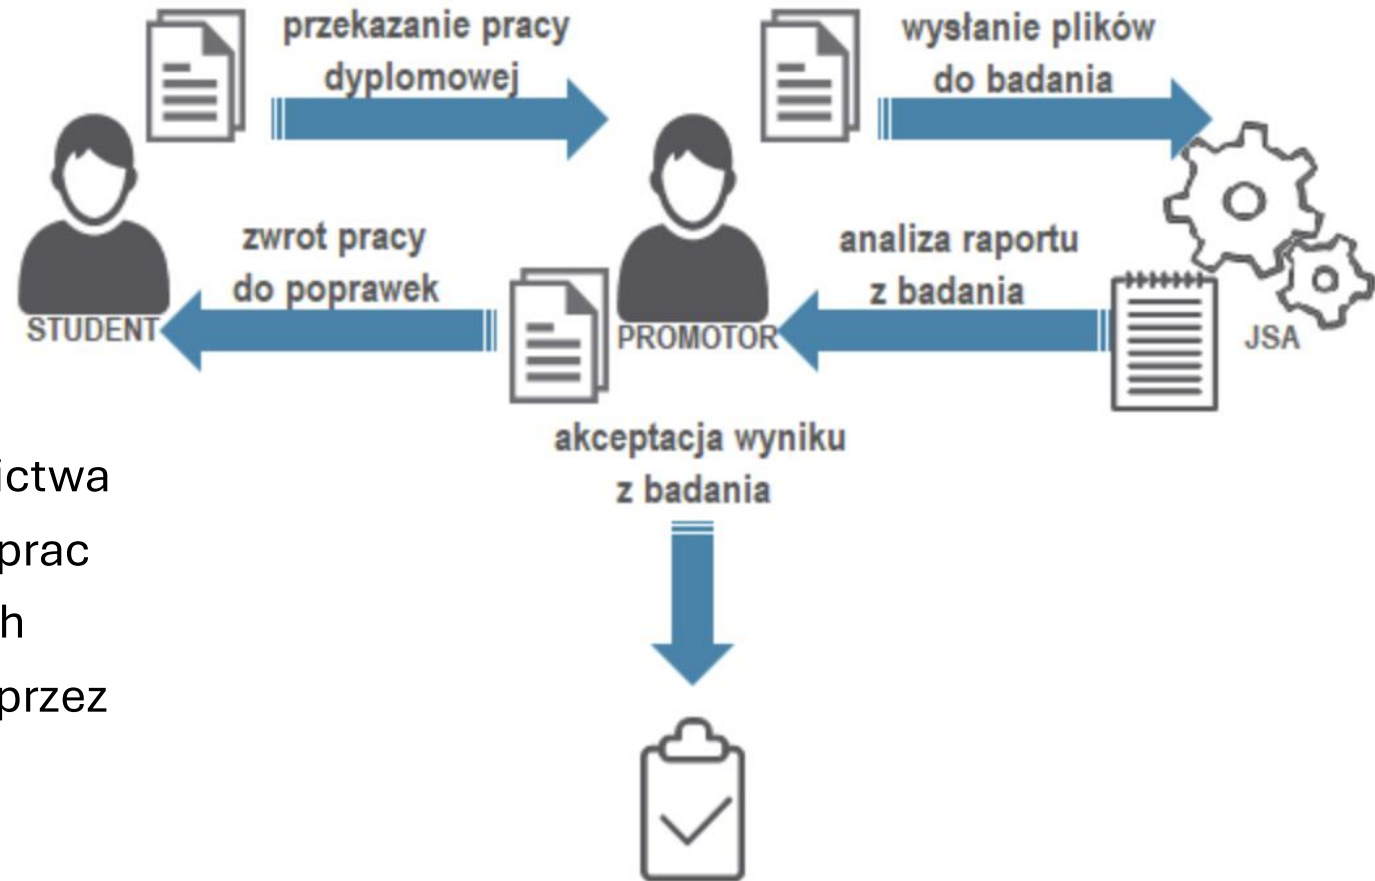 przekazanie pracy
dyplomowej
wysłanie plików
do badania
zwrot pracy
do poprawek
analiza raportu
z badania
STUDENT
PROMOTOR
JSA
akceptacja wyniku
z badania
ictwa
prac
h
przez